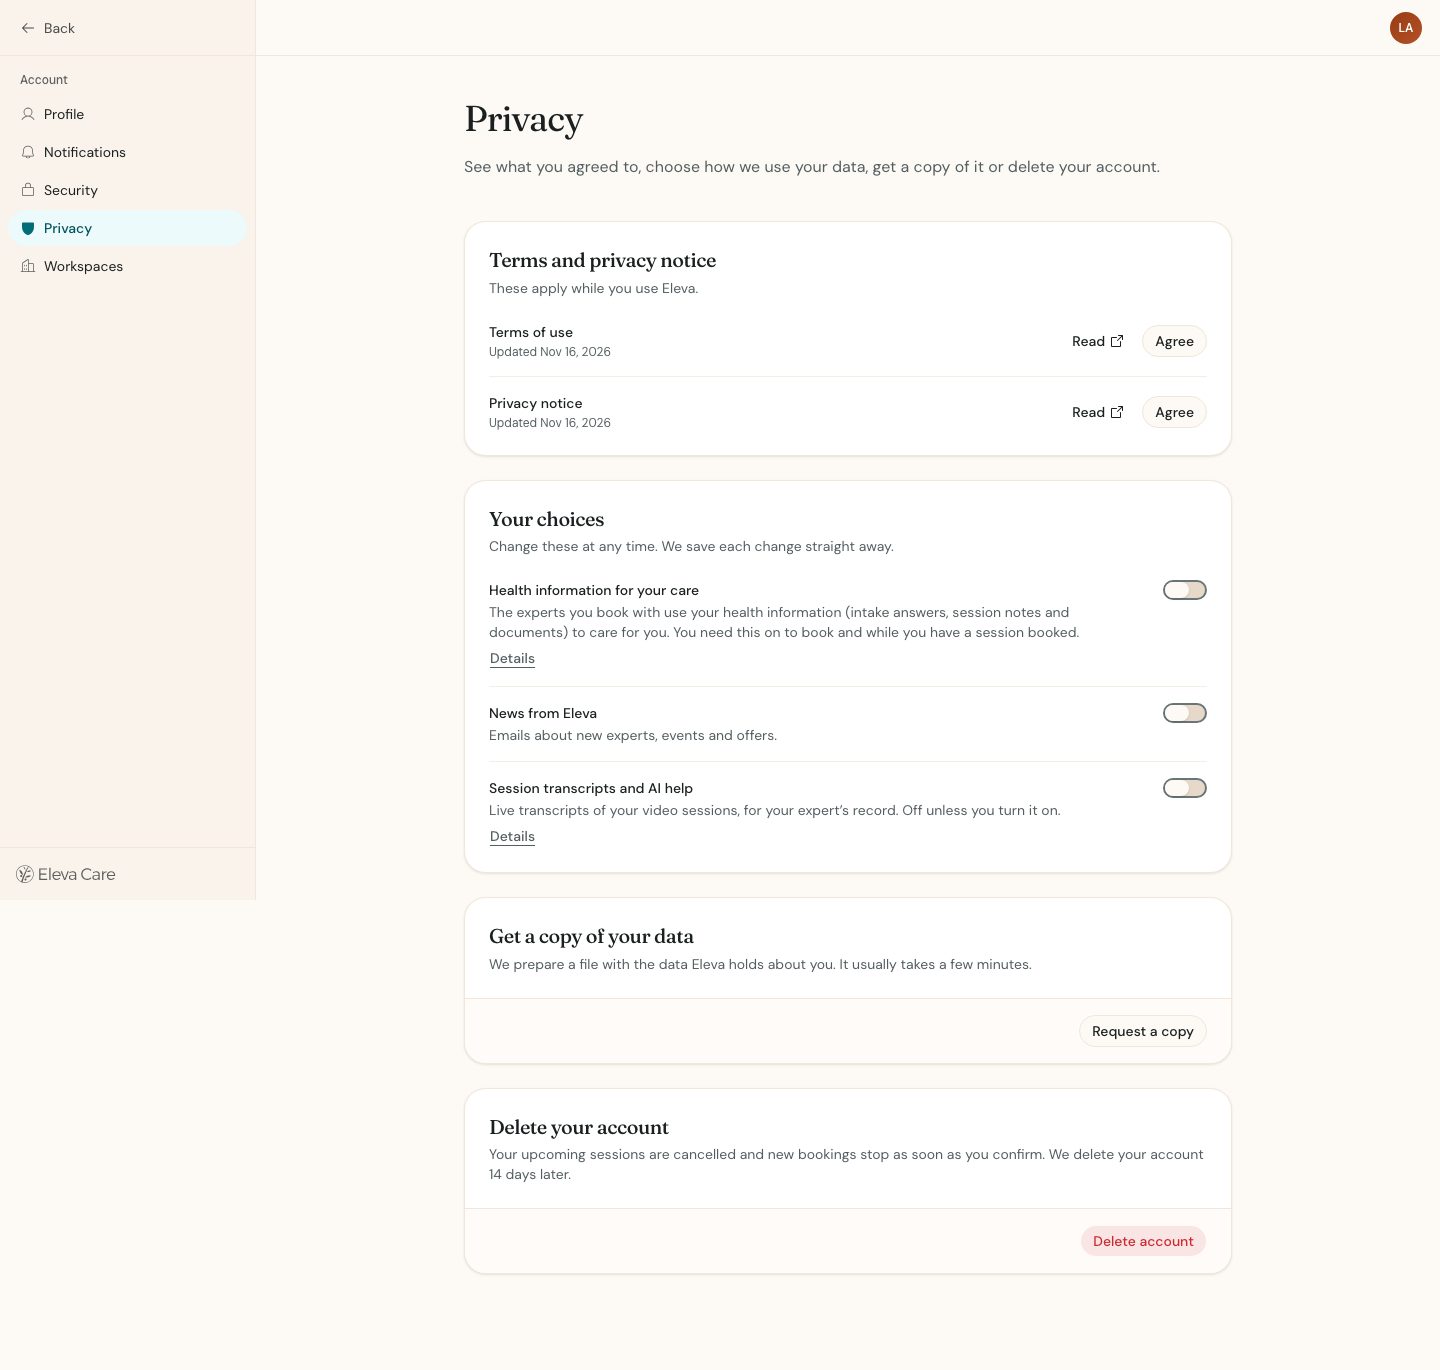 Back
LA
Account
Profile
Notifications
Security
Privacy
Workspaces
Eleva Care
Privacy
See what you agreed to, choose how we use your data, get a copy of it or delete your account.
Terms and privacy notice
These apply while you use Eleva.
Terms of use
Updated Nov 16, 2026
Read
Agree
Privacy notice
Updated Nov 16, 2026
Read
Agree
Your choices
Change these at any time. We save each change straight away.
Health information for your care
The experts you book with use your health information (intake answers, session notes and
documents) to care for you. You need this on to book and while you have a session booked.
Details
News from Eleva
Emails about new experts, events and offers.
Session transcripts and AI help
Live transcripts of your video sessions, for your expert’s record. Off unless you turn it on.
Details
Get a copy of your data
We prepare a file with the data Eleva holds about you. It usually takes a few minutes.
Request a copy
Delete your account
Your upcoming sessions are cancelled and new bookings stop as soon as you confirm. We delete your account
14 days later.
Delete account